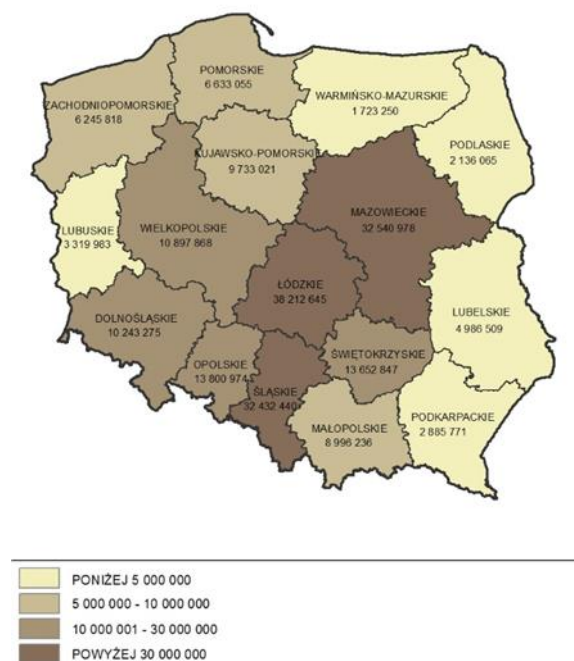 POMORSKIE
6 633 055
WARMIŃSKO-MAZURSKIE
1 723 250
ZACHODNIOPOMORSKIE
6 245 818
PODLASKIE
2 136 065
KUJAWSKO-POMORSKIE
9 733 021
MAZOWIECKIE
32 540 978
LUBUSKIE
3 319 983
WIELKOPOLSKIE
10 897 868
ŁÓDZKIE
38 212 645
LUBELSKIE
4 986 509
DOLNOŚLĄSKIE
10 243 275
OPOLSKIE
13 800 974
ŚWIĘTOKRZYSKIE
13 652 847
ŚLĄSKIE
32 432 440
MAŁOPOLSKIE
8 996 236
PODKARPACKIE
2 885 771
PONIŻEJ 5 000 000
5 000 000 - 10 000 000
10 000 001 - 30 000 000
POWYŻEJ 30 000 000